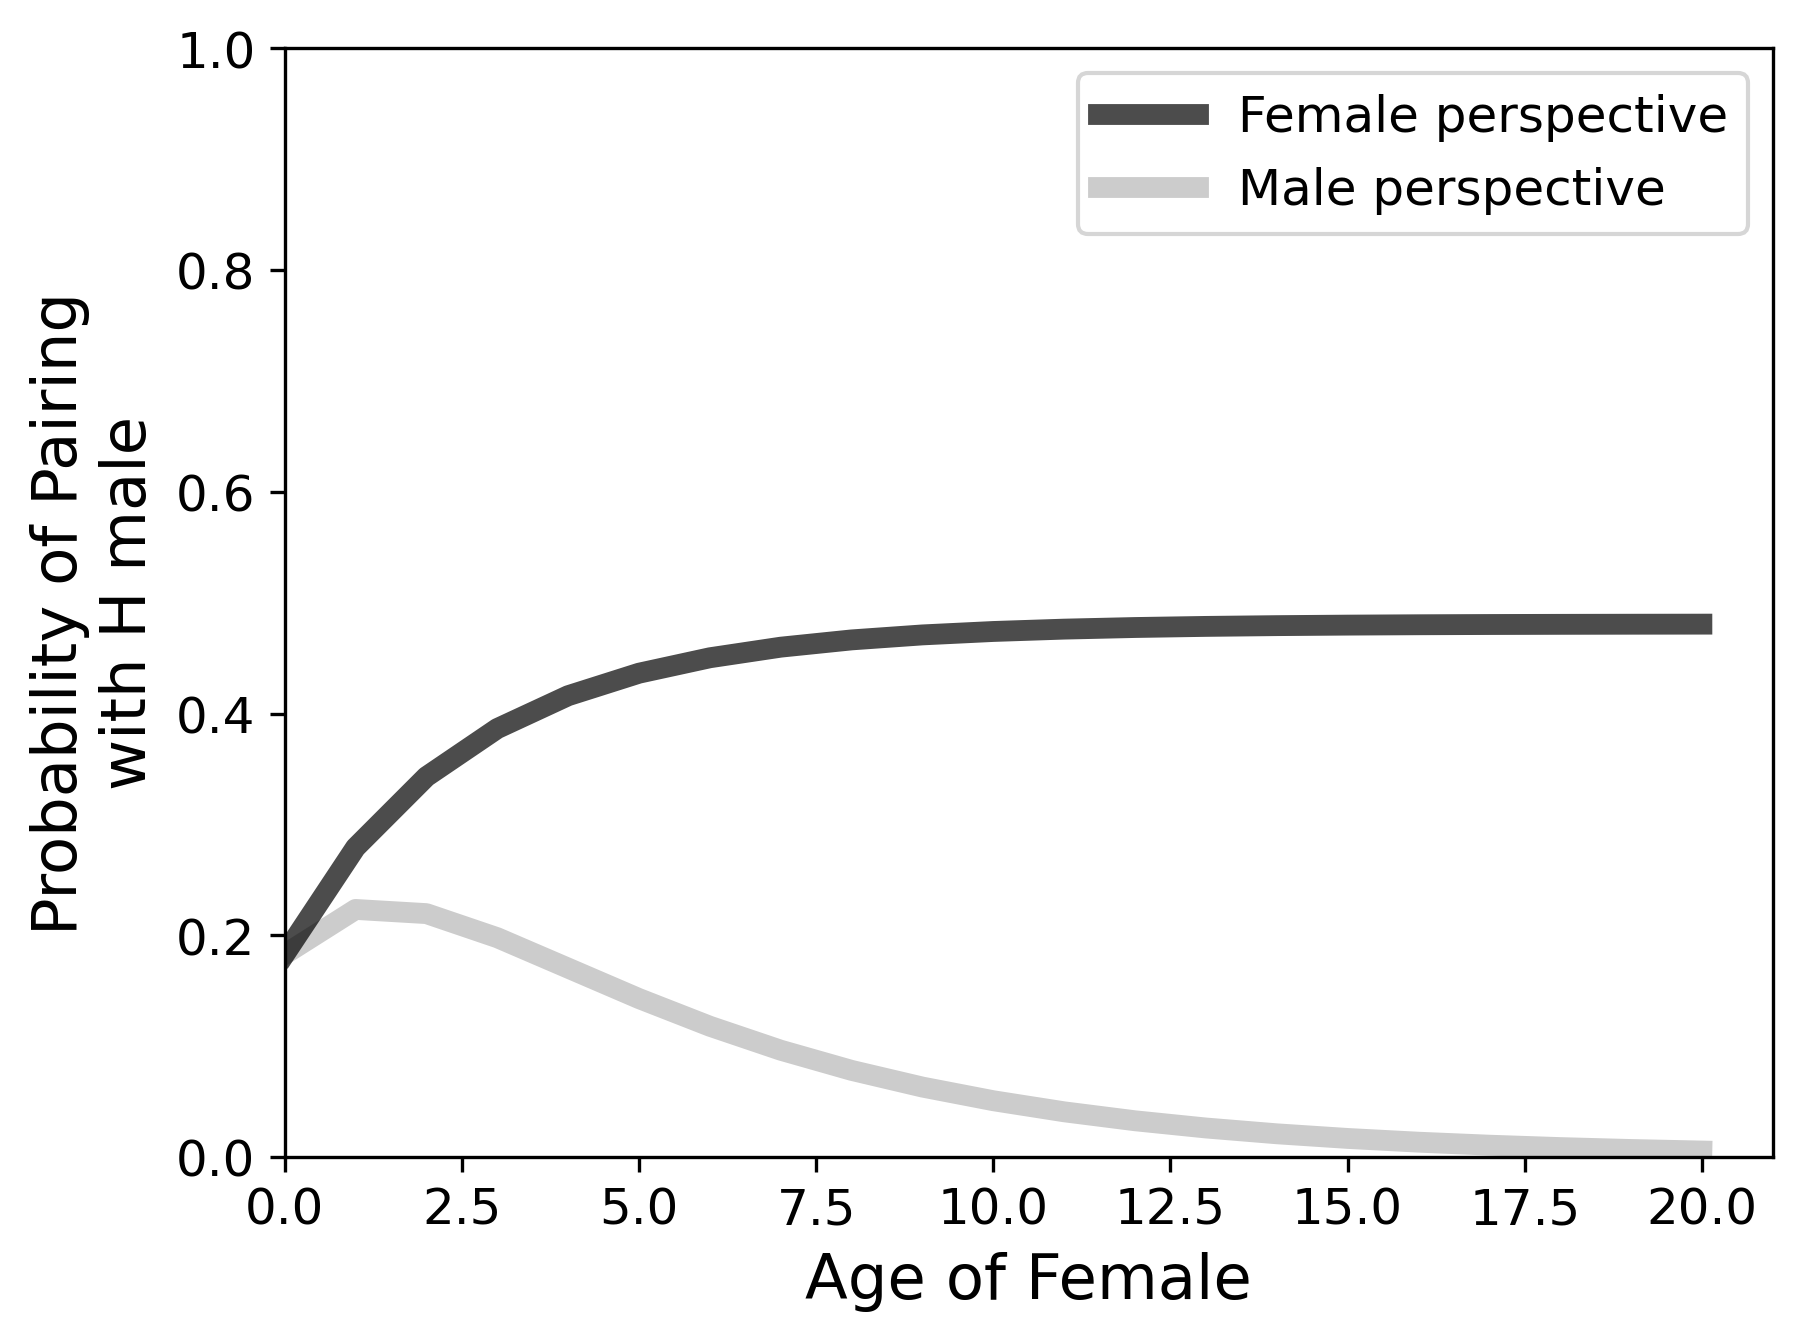 Probability of Pairing
with H male
1.0
0.8
0.6
0.4
0.2
0.0
Female perspective
Male perspective
0.0 2.5 5.0 7.5 10.0 12.5 15.0 17.5 20.0
Age of Female